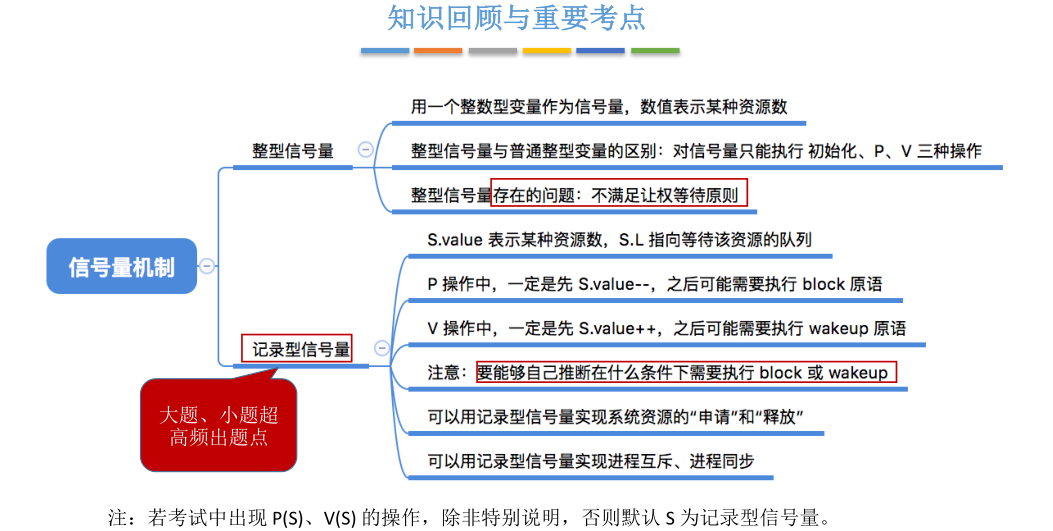 知识回顾与重要考点
用一个整数型变量作为信号量，数值表示某种资源数
整型信号量
整型信号量与普通整型变量的区别：对信号量只能执行 初始化、P、V 三种操作
整型信号量存在的问题：不满足让权等待原则
信号量机制
S.value 表示某种资源数，S.L 指向等待该资源的队列
P 操作中，一定是先 S.value--，之后可能需要执行 block 原语
V 操作中，一定是先 S.value++，之后可能需要执行 wakeup 原语
记录型信号量
注意：要能够自己推断在什么条件下需要执行 block 或 wakeup
可以用记录型信号量实现系统资源的“申请”和“释放”
可以用记录型信号量实现进程互斥、进程同步
大题、小题超
高频出题点
注：若考试中出现 P(S)、V(S) 的操作，除非特别说明，否则默认 S 为记录型信号量。